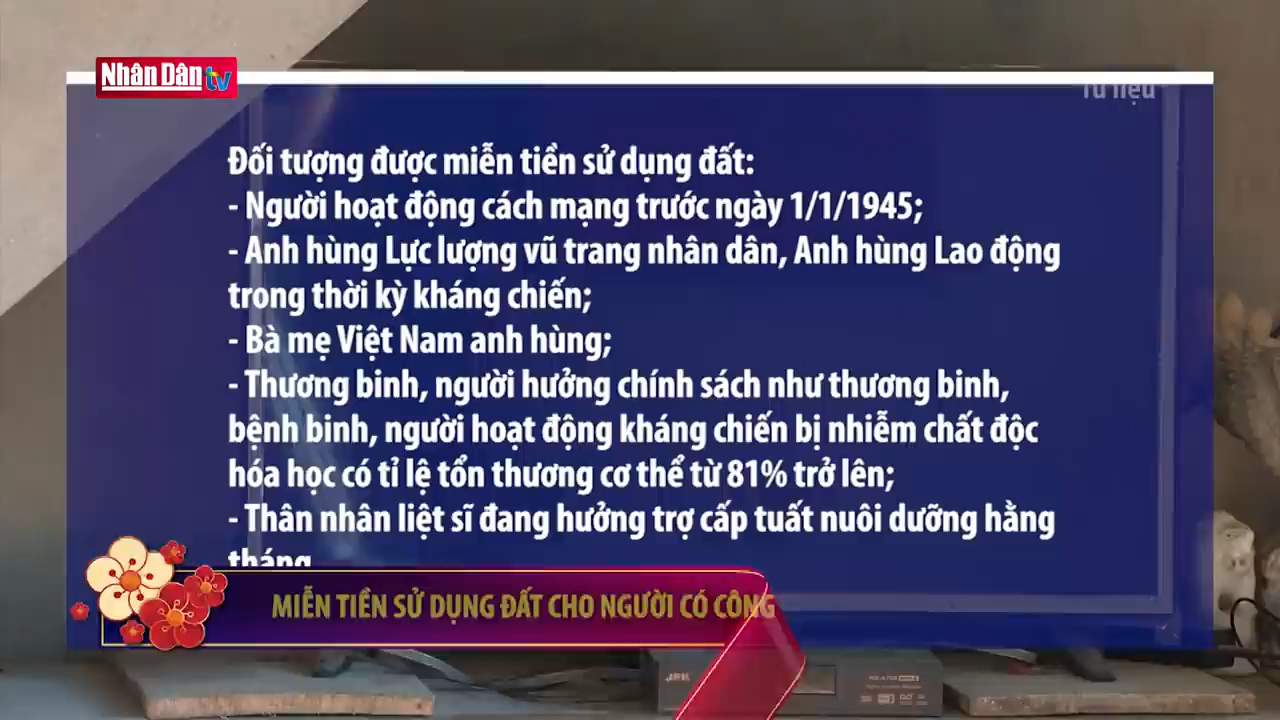 Nhân Dân tv
Tư liệu
Đối tượng được miễn tiền sử dụng đất:
- Người hoạt động cách mạng trước ngày 1/1/1945;
- Anh hùng Lực lượng vũ trang nhân dân, Anh hùng Lao động
trong thời kỳ kháng chiến;
- Bà mẹ Việt Nam anh hùng;
- Thương binh, người hưởng chính sách như thương binh,
bệnh binh, người hoạt động kháng chiến bị nhiễm chất độc
hóa học có tỉ lệ tổn thương cơ thể từ 81% trở lên;
- Thân nhân liệt sĩ đang hưởng trợ cấp tuất nuôi dưỡng hằng
tháng
MIỄN TIỀN SỬ DỤNG ĐẤT CHO NGƯỜI CÓ CÔNG